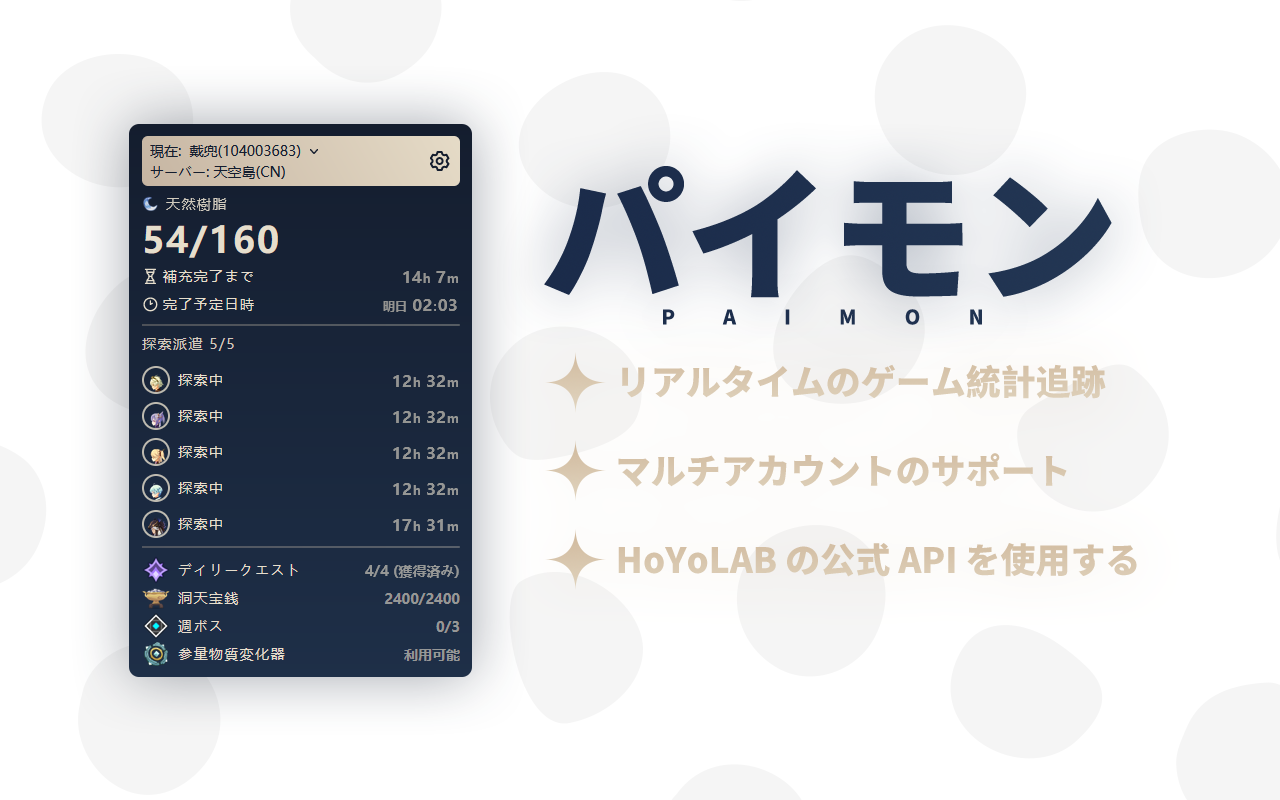 現在: 戴兜(104003683)
サーバー: 天空島(CN)
天然樹脂
54/160
補充完了まで 14h 7m
完了予定日時 明日 02:03
探索派遣 5/5
探索中 12h 32m
探索中 12h 32m
探索中 12h 32m
探索中 12h 32m
探索中 17h 31m
デイリークエスト 4/4 (獲得済み)
洞天宝銭 2400/2400
週ボス 0/3
参量物質変化器 利用可能
パイモン
PAIMON
リアルタイムのゲーム統計追跡
マルチアカウントのサポート
HoYoLAB の公式 API を使用する